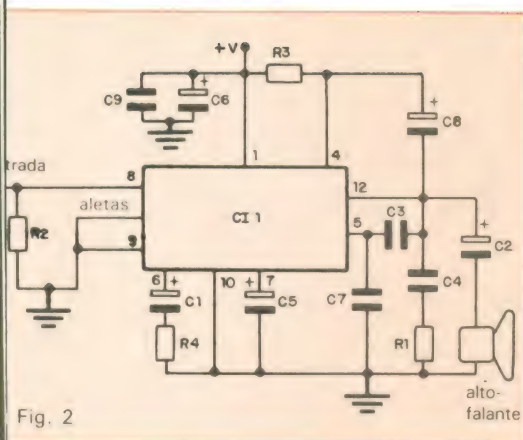 +V
R3
C9
+
C6
+
C8
1
4
trada
8
12
aletas
CI 1
C3
+
R2
5
C2
9
6
+
10
+
7
C4
C1
C5
C7
R4
R1
alto-
falante
Fig. 2